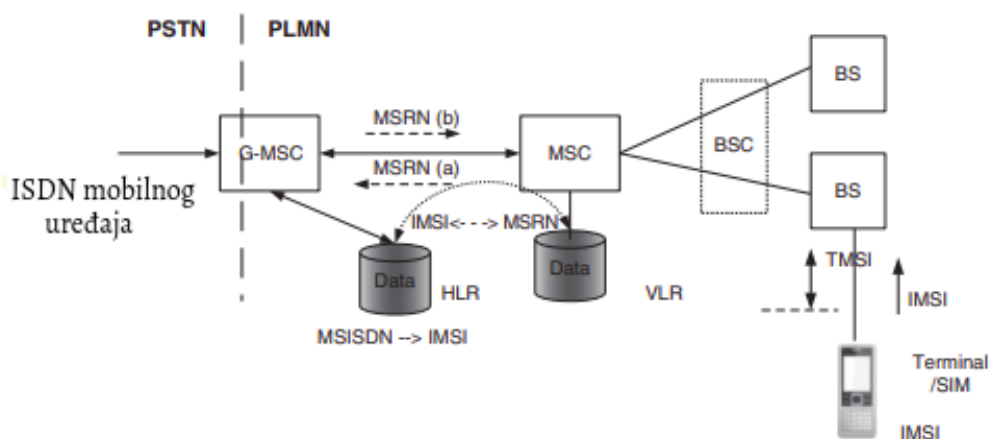 PSTN
PLMN
BS
MSRN (b)
G-MSC
MSC
BSC
MSRN (a)
BS
ISDN mobilnog
uređaja
IMSI<- - -> MSRN
Data
HLR
Data
VLR
TMSI
IMSI
MSISDN --> IMSI
Terminal
/SIM
IMSI